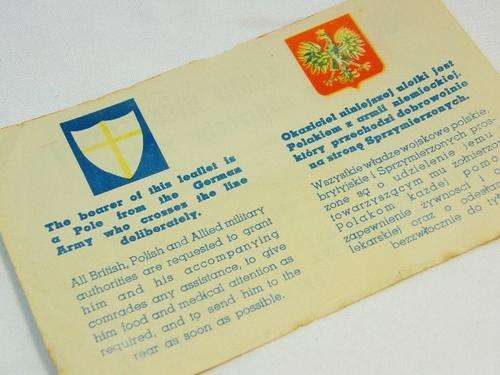 The bearer of this leaflet is
a Pole from the German
Army who crosses the line
deliberately.
All British, Polish and Allied military
authorities are requested to grant
him and his accompanying
comrades any assistance, to give
him food and medical attention as
required, and to send him to the
rear as soon as possible.
Okaziciel niniejszej ulotki jest
Polakiem z armii niemieckiej,
który przechodzi dobrowolnie
na stronę Sprzymierzonych.
Wszystkie władze wojskowe polskie,
brytyjskie i Sprzymierzonych proszone
są o udzielenie jemu
towarzyszącym mu żołnierzom
Polakom każdej pomocy
zapewnienie żywności i o
lekarskiej oraz o odesłanie
bezzwłocznie do ty